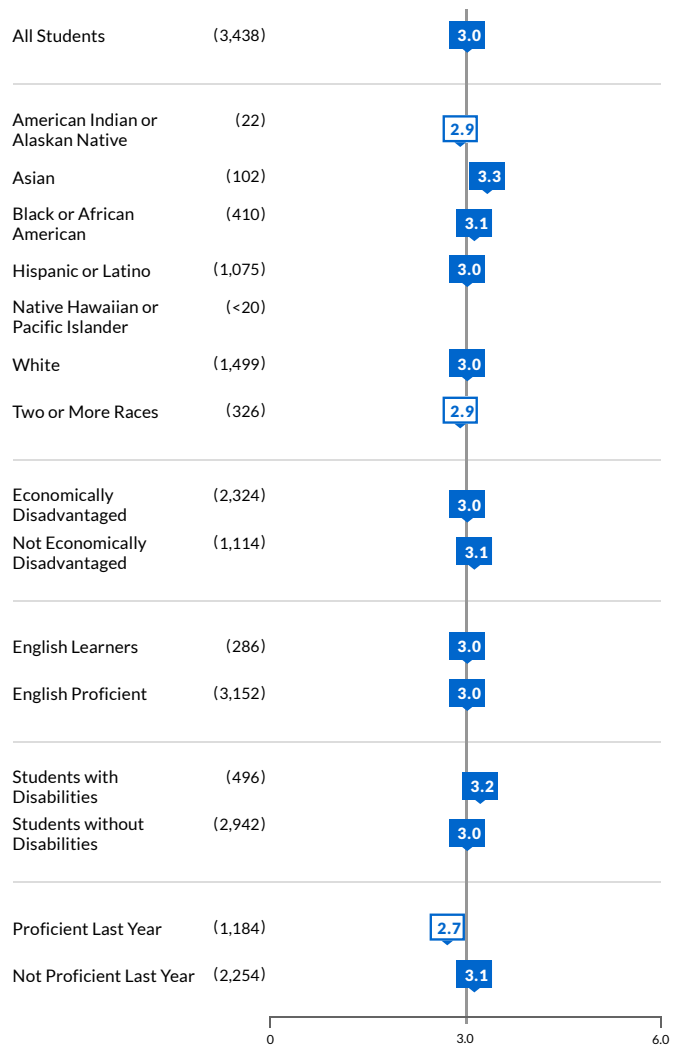 All Students (3,438) 3.0
American Indian or (22) 2.9
Alaskan Native
Asian (102) 3.3
Black or African (410) 3.1
American
Hispanic or Latino (1,075) 3.0
Native Hawaiian or (<20)
Pacific Islander
White (1,499) 3.0
Two or More Races (326) 2.9
Economically (2,324) 3.0
Disadvantaged
Not Economically (1,114) 3.1
Disadvantaged
English Learners (286) 3.0
English Proficient (3,152) 3.0
Students with (496) 3.2
Disabilities
Students without (2,942) 3.0
Disabilities
Proficient Last Year (1,184) 2.7
Not Proficient Last Year (2,254) 3.1
0 3.0 6.0